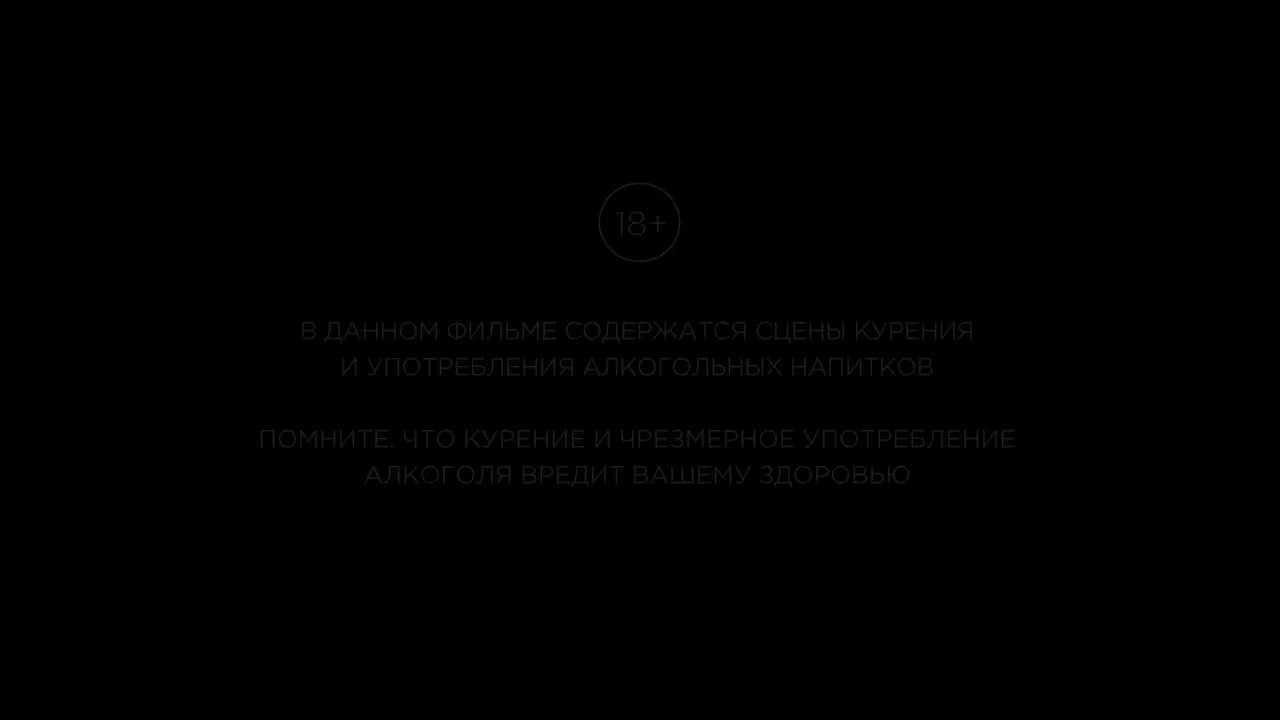 18+
В ДАННОМ ФИЛЬМЕ СОДЕРЖАТСЯ СЦЕНЫ КУРЕНИЯ
И УПОТРЕБЛЕНИЯ АЛКОГОЛЬНЫХ НАПИТКОВ
ПОМНИТЕ, ЧТО КУРЕНИЕ И ЧРЕЗМЕРНОЕ УПОТРЕБЛЕНИЕ
АЛКОГОЛЯ ВРЕДИТ ВАШЕМУ ЗДОРОВЬЮ